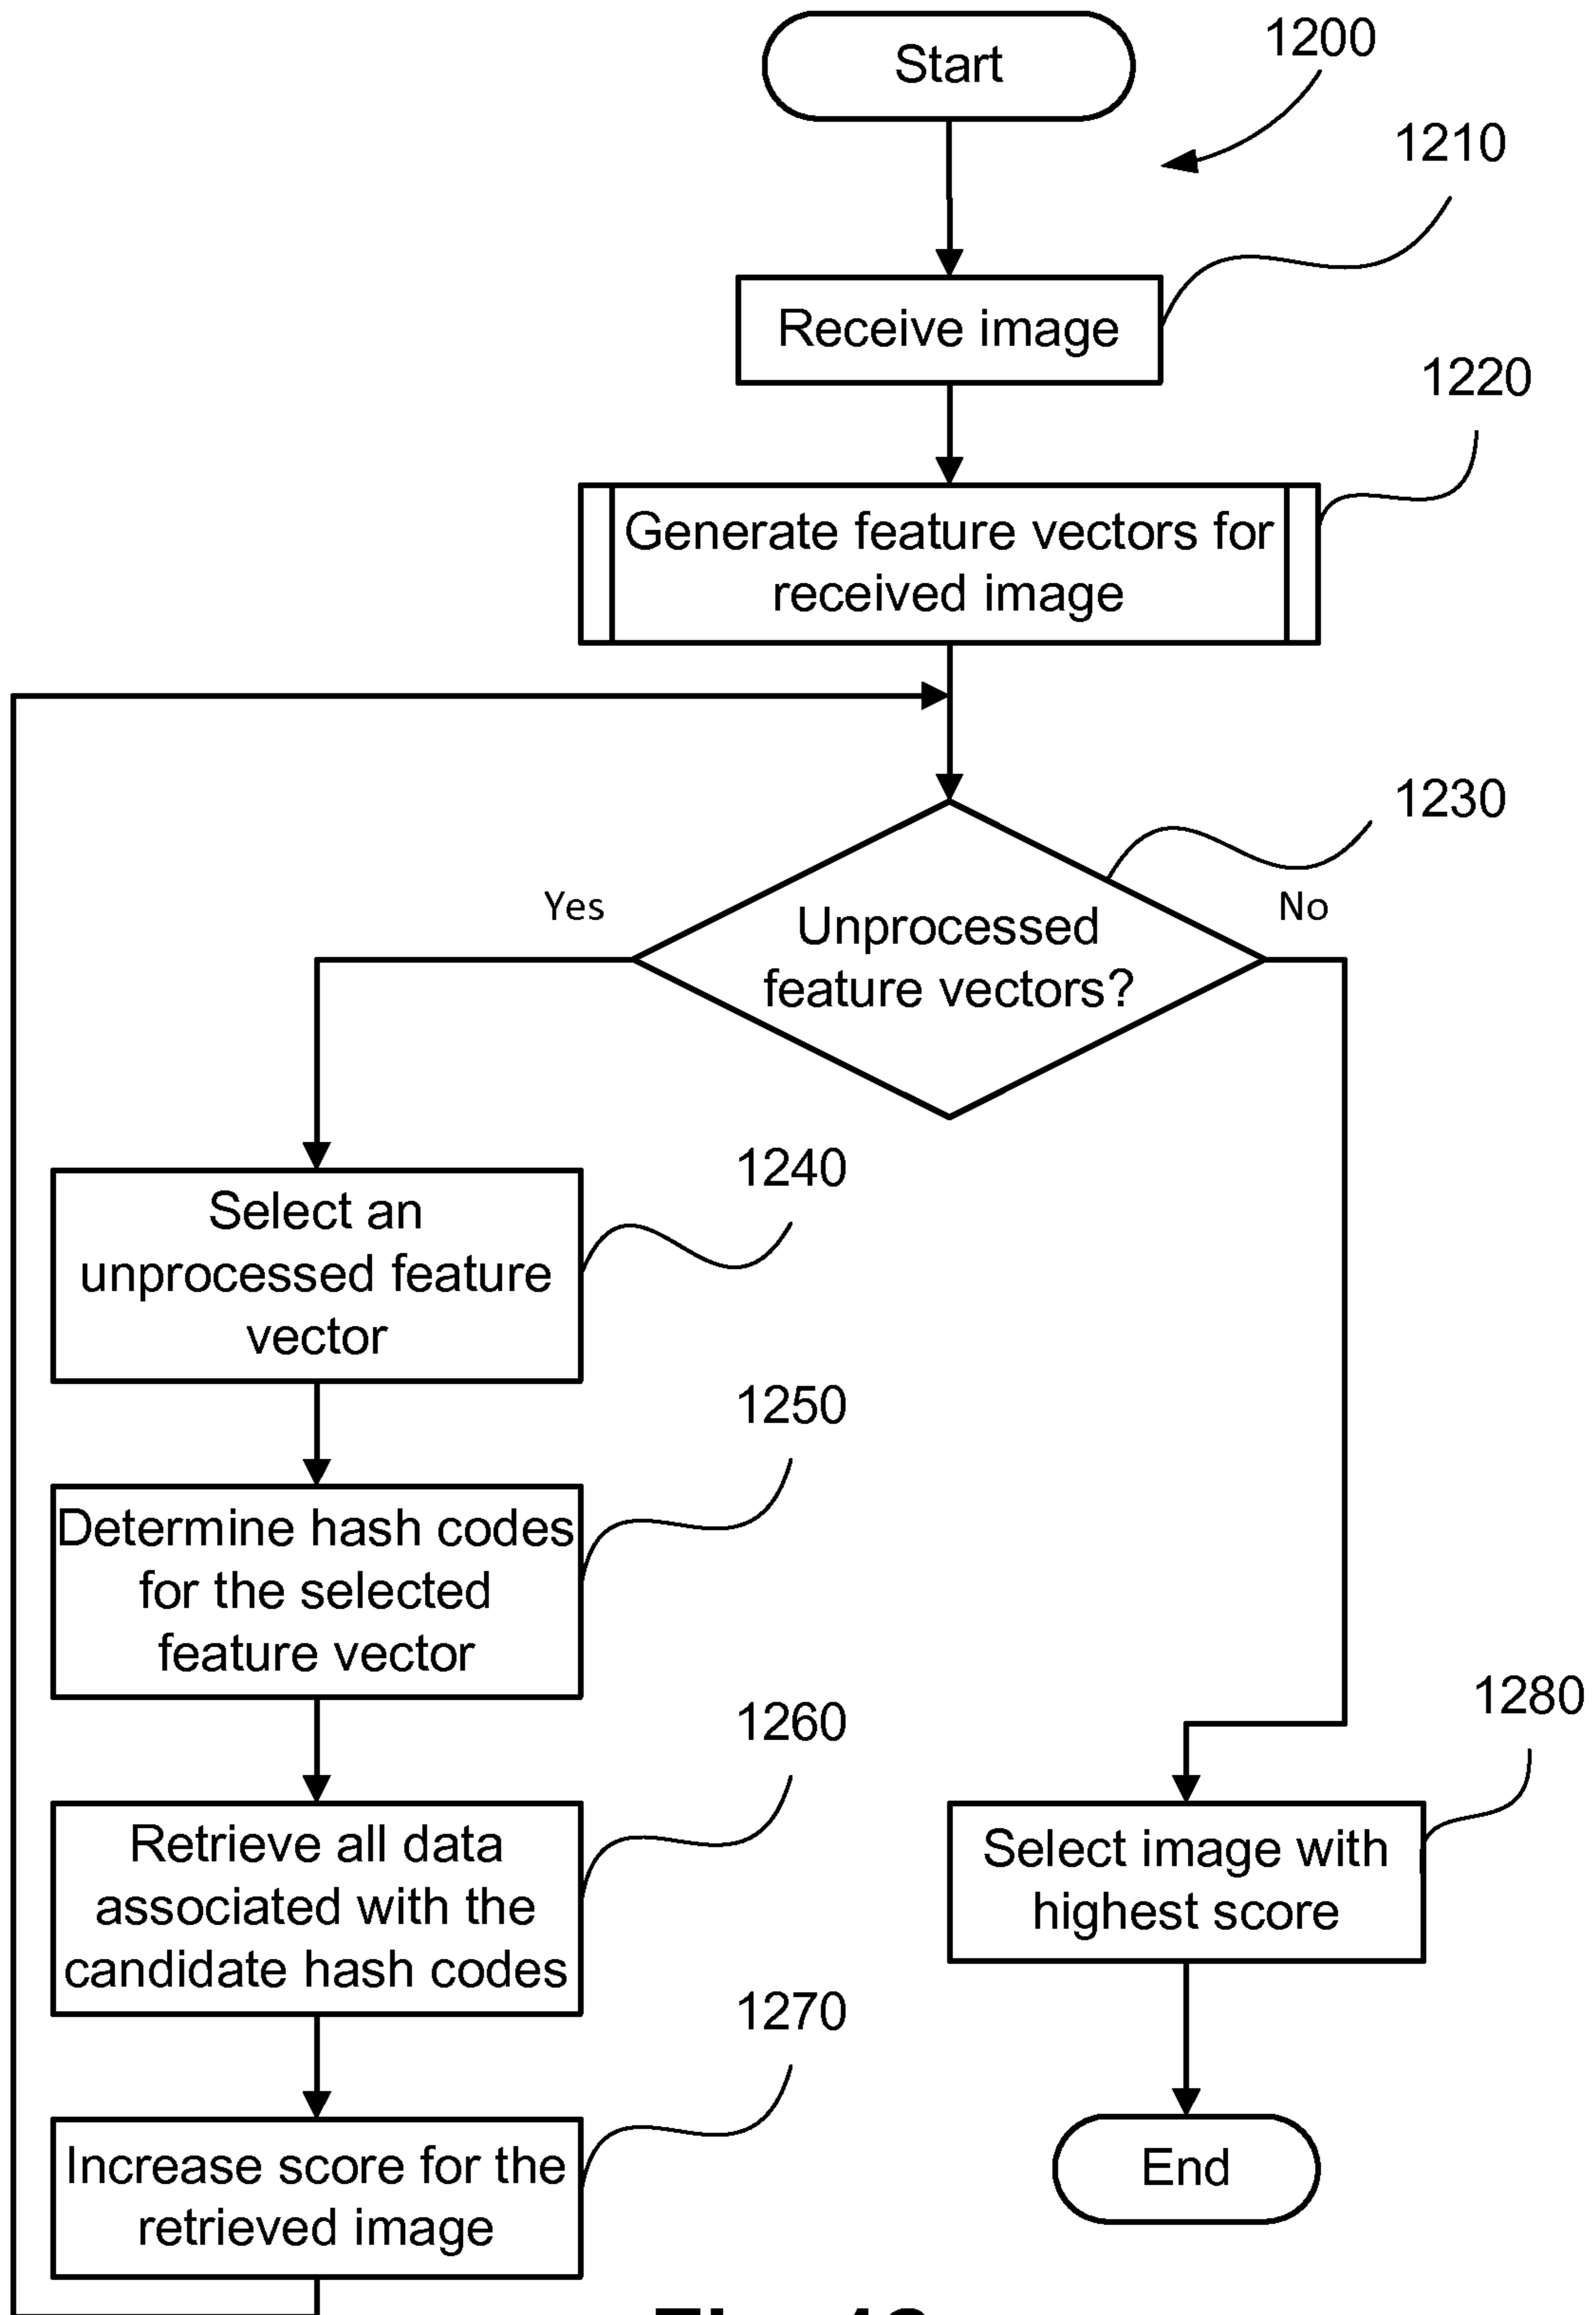 Start
1200
1210
Receive image
1220
Generate feature vectors for
received image
1230
Yes
No
Unprocessed
feature vectors?
1240
Select an
unprocessed feature
vector
1250
Determine hash codes
for the selected
feature vector
1260
1280
Retrieve all data
associated with the
candidate hash codes
Select image with
highest score
1270
Increase score for the
retrieved image
End